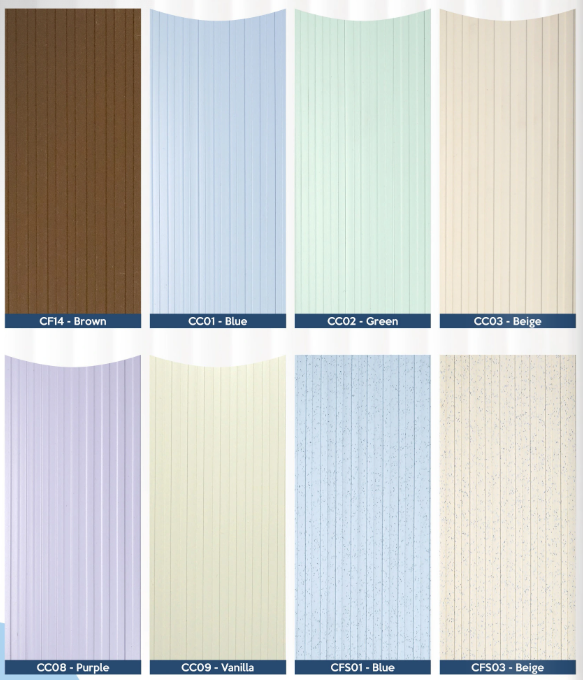 CF14 - Brown
CC01 - Blue
CC02 - Green
CC03 - Beige
CC08 - Purple
CC09 - Vanilla
CFS01 - Blue
CFS03 - Beige